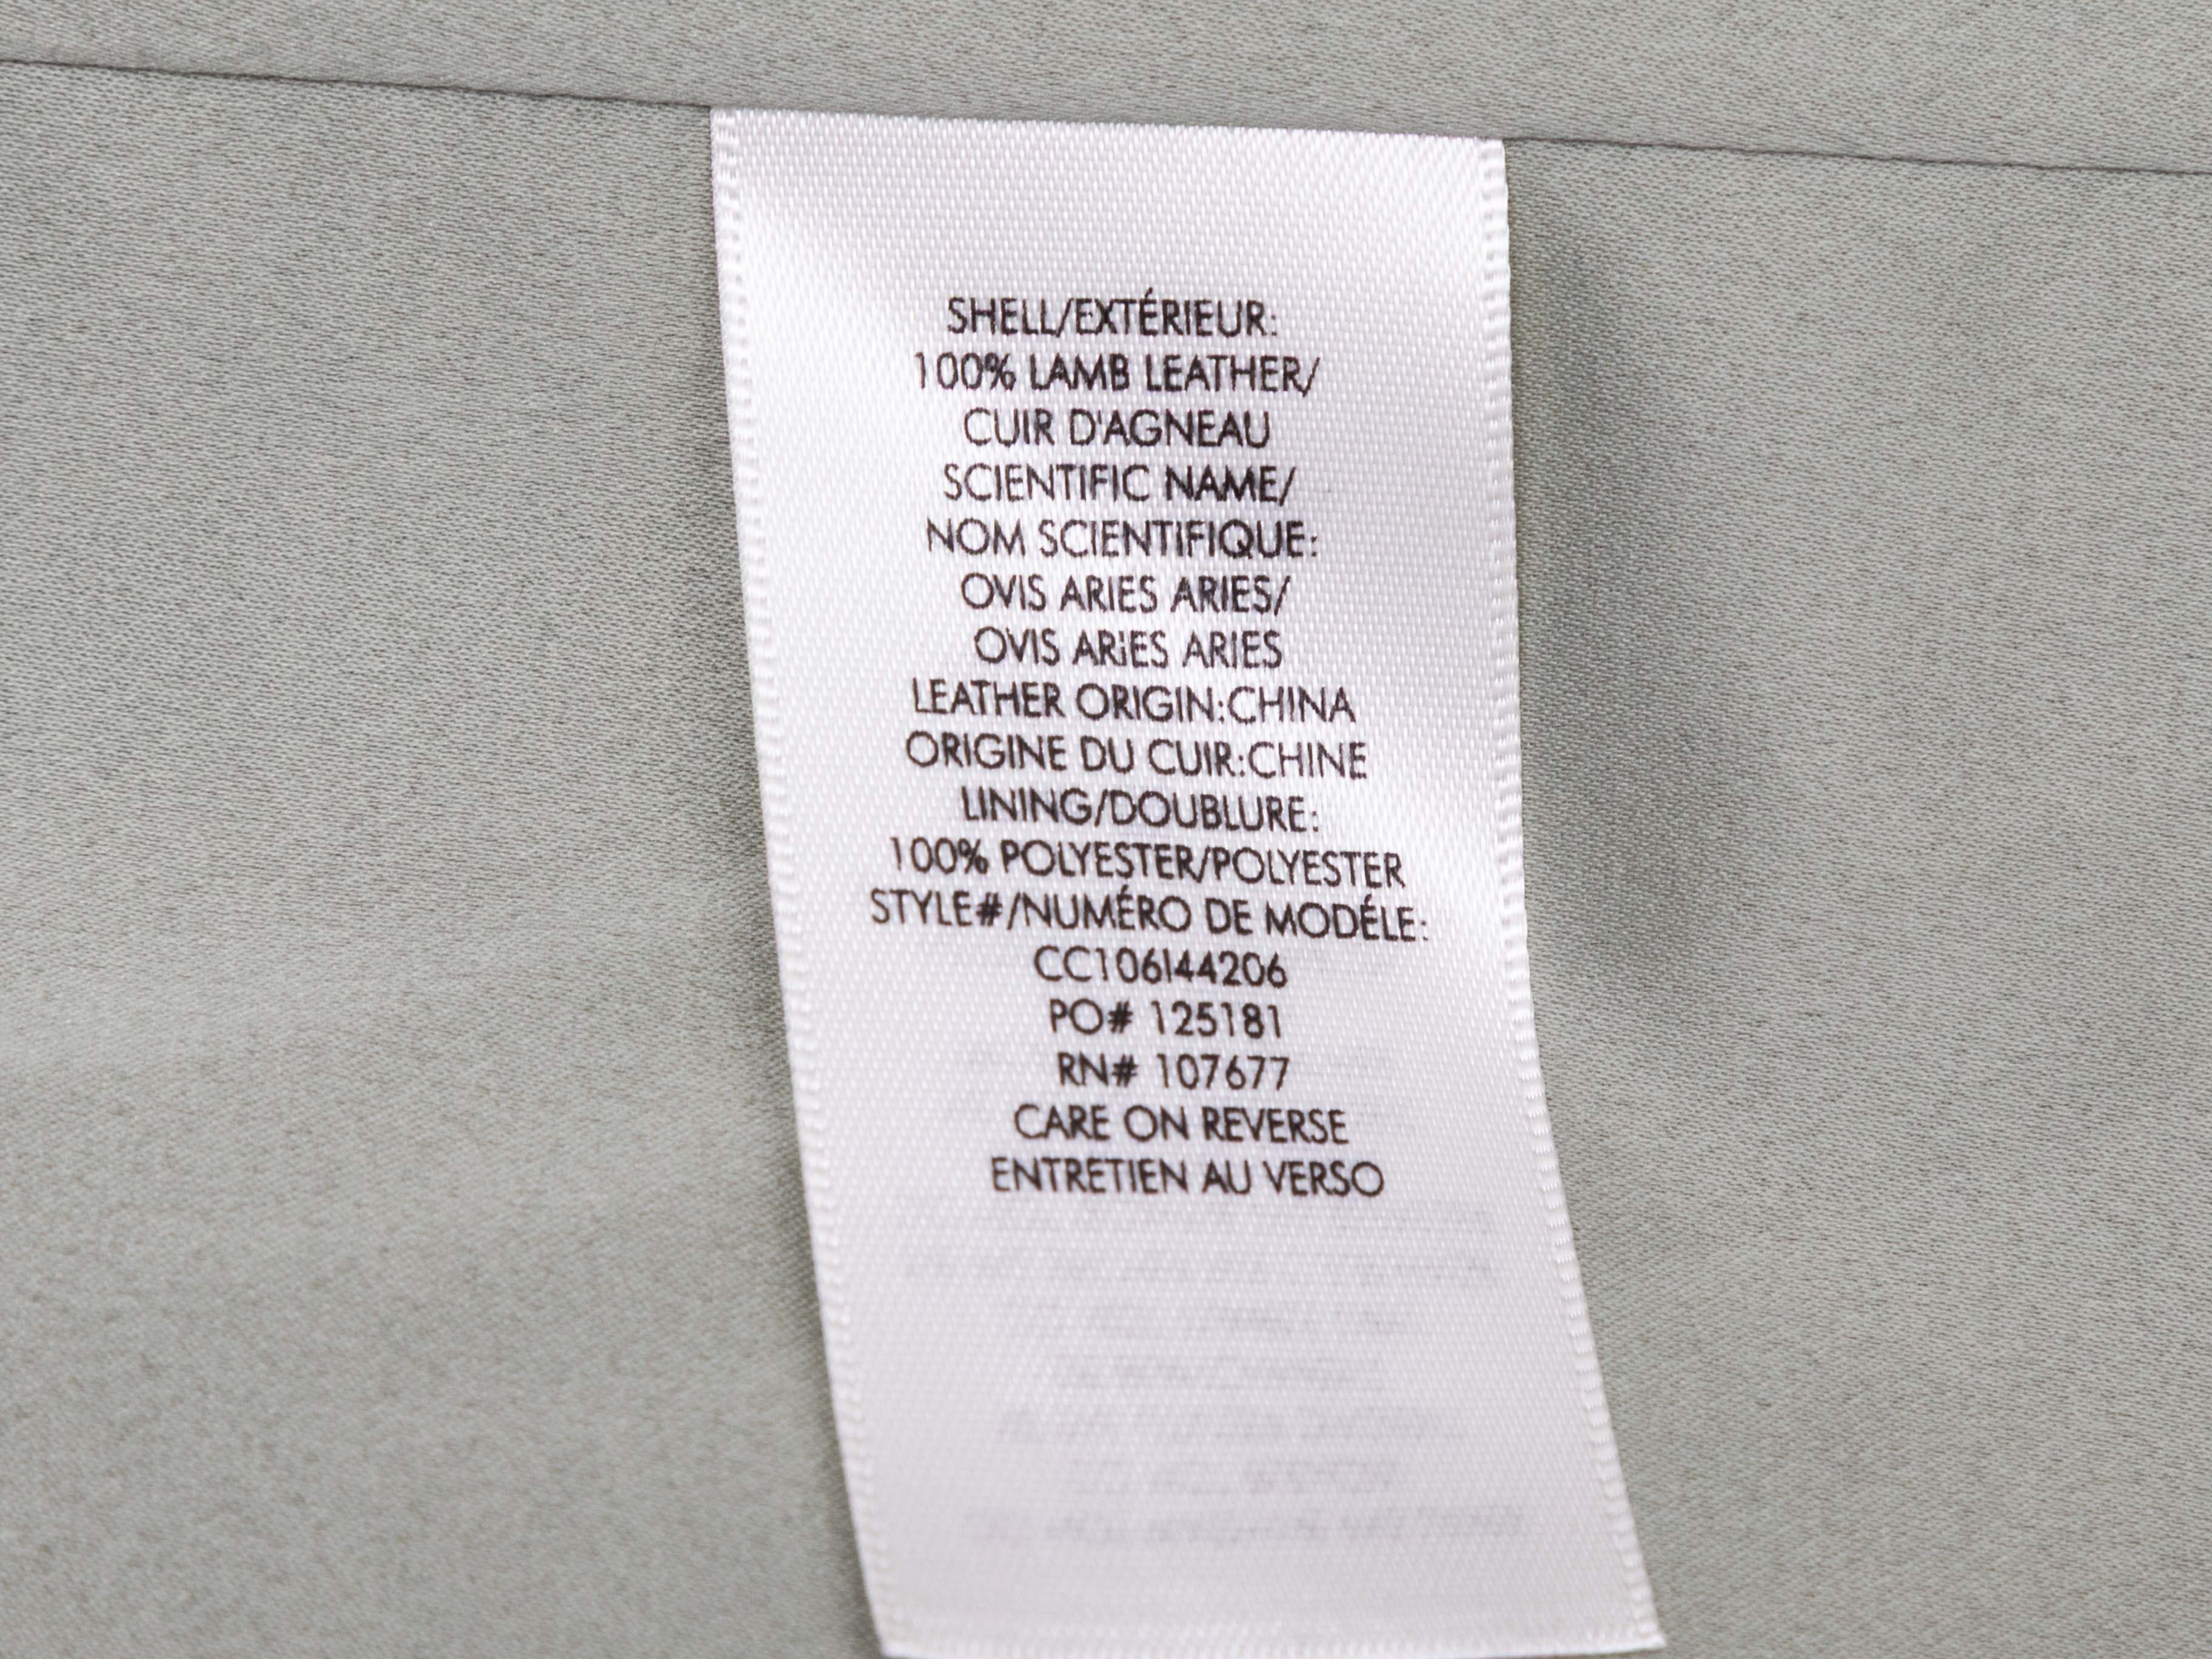 SHELL/EXTÉRIEUR:
100% LAMB LEATHER/
CUIR D'AGNEAU
SCIENTIFIC NAME/
NOM SCIENTIFIQUE:
OVIS ARIES ARIES/
OVIS ARiES ARIES
LEATHER ORIGIN:CHINA
ORIGINE DU CUIR:CHINE
LINING/DOUBLURE:
100% POLYESTER/POLYESTER
STYLE#/NUMÉRO DE MODÉLE:
CC106I44206
PO# 125181
RN# 107677
CARE ON REVERSE
ENTRETIEN AU VERSO